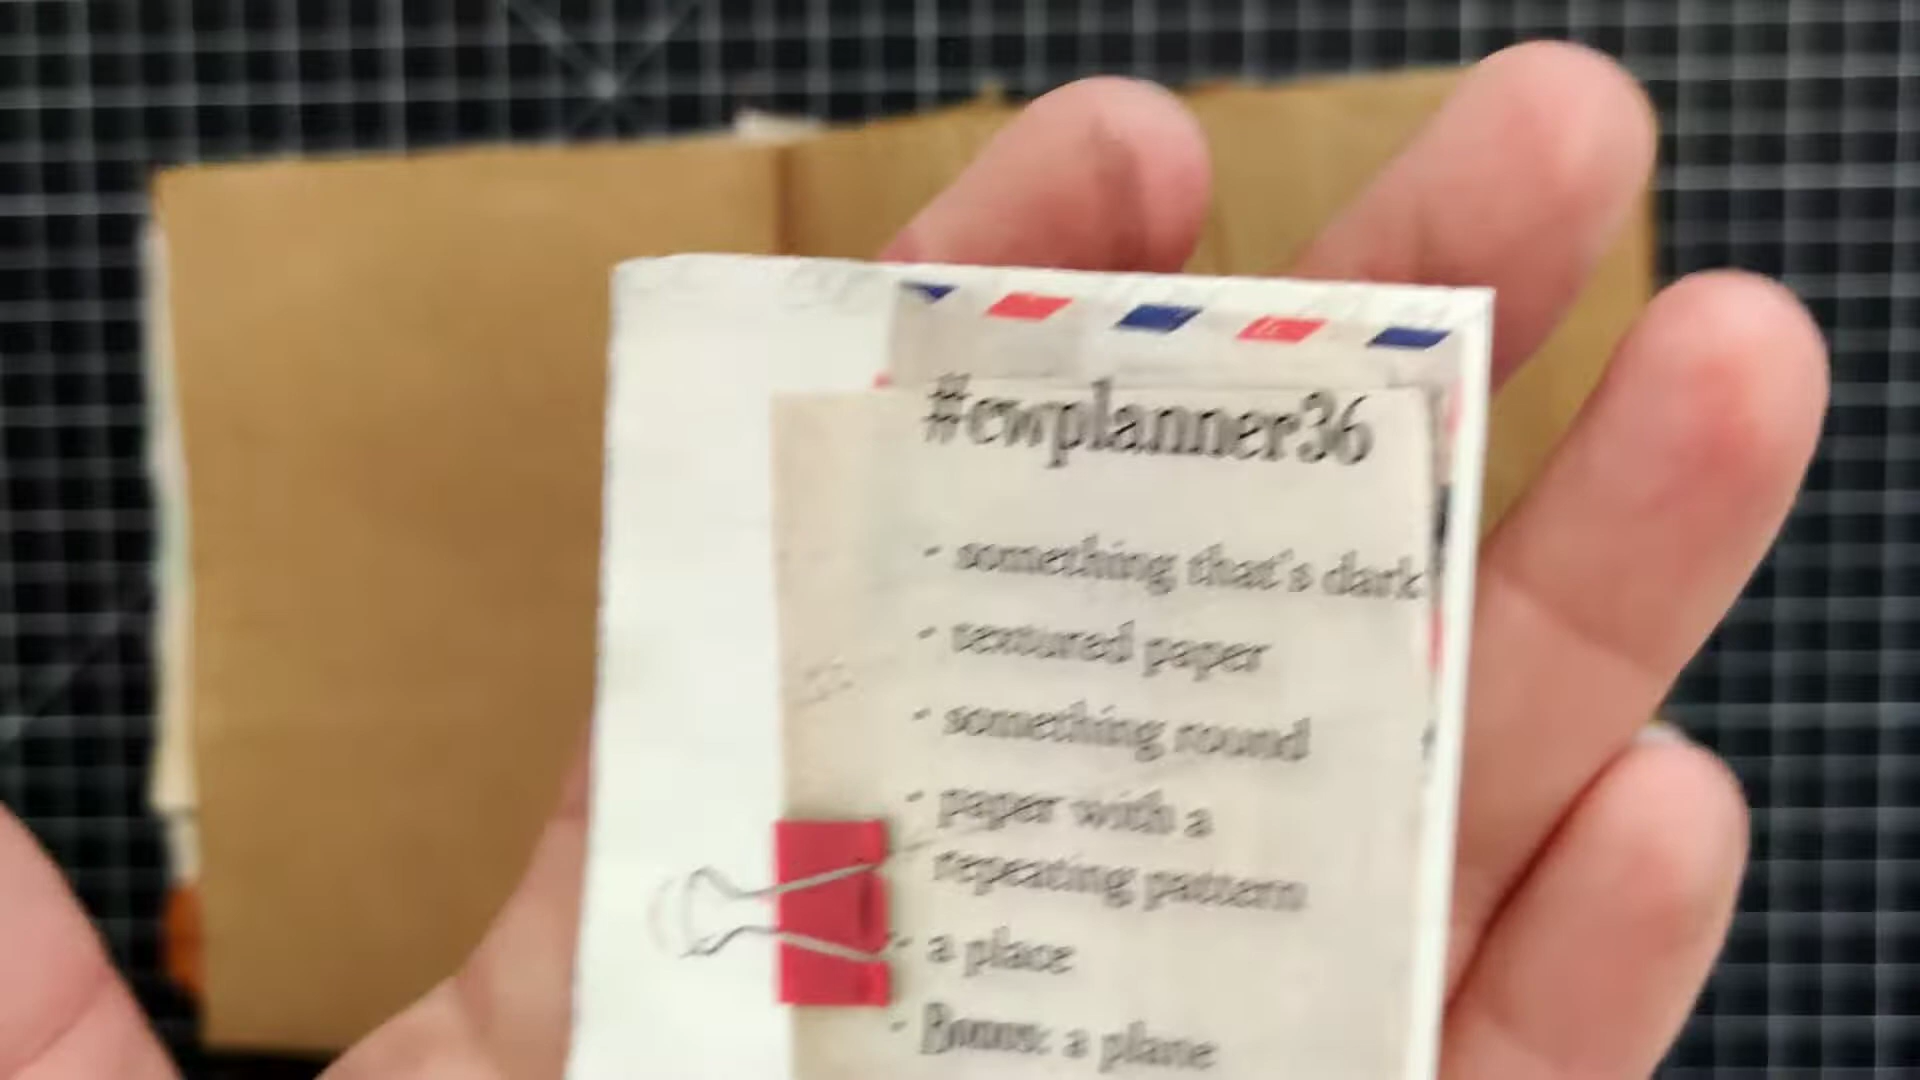 #cwplanner36
- something that's dark
- textured paper
- something round
- paper with a
repeating pattern
- a place
- Bonus: a plane